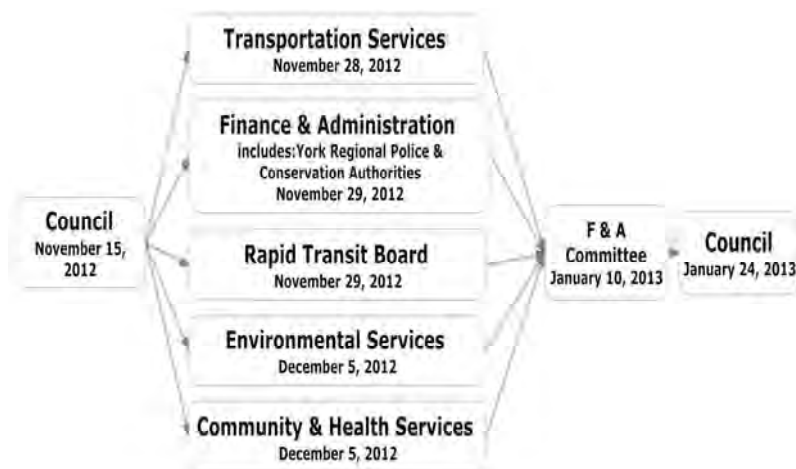 Council
November 15,
2012
Transportation Services
November 28, 2012
Finance & Administration
includes:York Regional Police &
Conservation Authorities
November 29, 2012
Rapid Transit Board
November 29, 2012
Environmental Services
December 5, 2012
Community & Health Services
December 5, 2012
F & A
Committee
January 10, 2013
Council
January 24, 2013